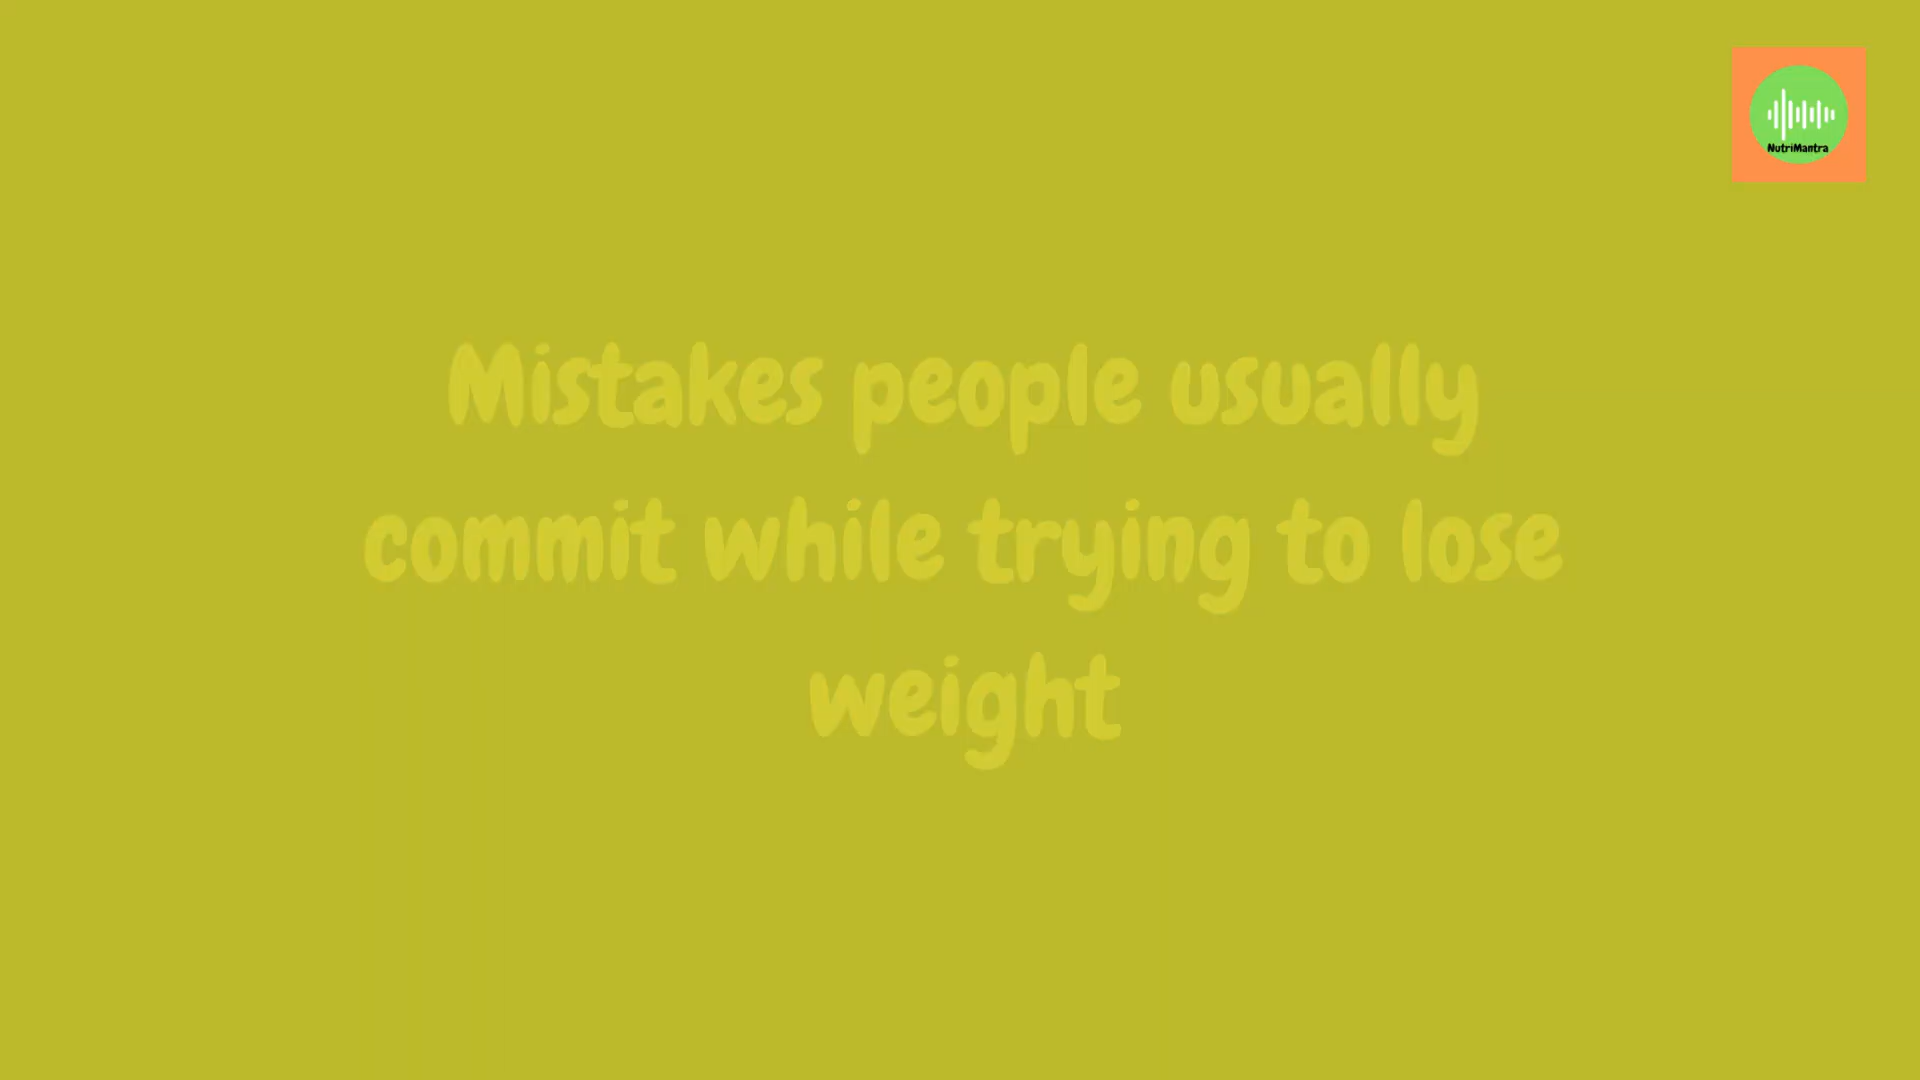 NutriMantra
Mistakes people usually
commit while trying to lose
weight